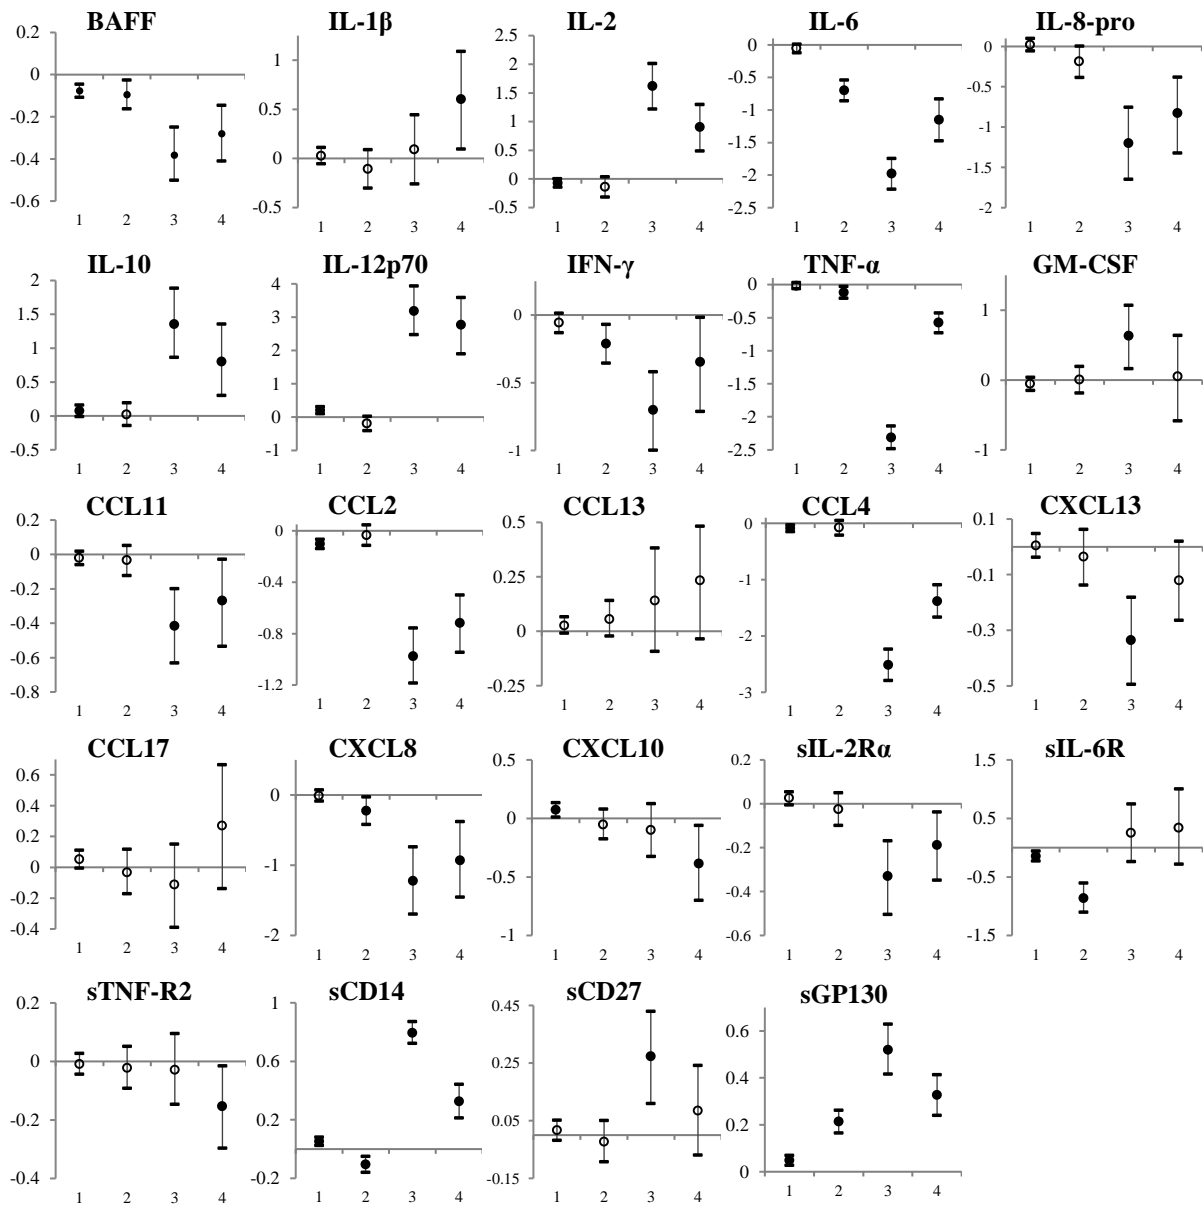 BAFF
0.2
0
-0.2
-0.4
-0.6
1 2 3 4
IL-1β
1
0.5
0
-0.5
1 2 3 4
IL-2
2.5
2
1.5
1
0.5
0
-0.5
1 2 3 4
IL-6
0
-0.5
-1
-1.5
-2
-2.5
1 2 3 4
IL-8-pro
0
-0.5
-1
-1.5
-2
1 2 3 4
IL-10
2
1.5
1
0.5
0
-0.5
1 2 3 4
IL-12p70
4
3
2
1
0
-1
1 2 3 4
IFN-γ
0
-0.5
-1
1 2 3 4
TNF-α
0
-0.5
-1
-1.5
-2
-2.5
1 2 3 4
GM-CSF
1
0
-1
1 2 3 4
CCL11
0.2
0
-0.2
-0.4
-0.6
-0.8
1 2 3 4
CCL2
0
-0.4
-0.8
-1.2
1 2 3 4
CCL13
0.5
0.25
0
-0.25
1 2 3 4
CCL4
0
-1
-2
-3
1 2 3 4
CXCL13
0.1
-0.1
-0.3
-0.5
1 2 3 4
CCL17
0.6
0.4
0.2
0
-0.2
-0.4
1 2 3 4
CXCL8
0
-1
-2
1 2 3 4
CXCL10
0.5
0
-0.5
-1
1 2 3 4
sIL-2Rα
0.2
0
-0.2
-0.4
-0.6
1 2 3 4
sIL-6R
1.5
0.5
-0.5
-1.5
1 2 3 4
sTNF-R2
0.2
0
-0.2
-0.4
1 2 3 4
sCD14
1
0.6
0.2
-0.2
1 2 3 4
sCD27
0.45
0.25
0.05
-0.15
1 2 3 4
sGP130
0.6
0.4
0.2
0
1 2 3 4